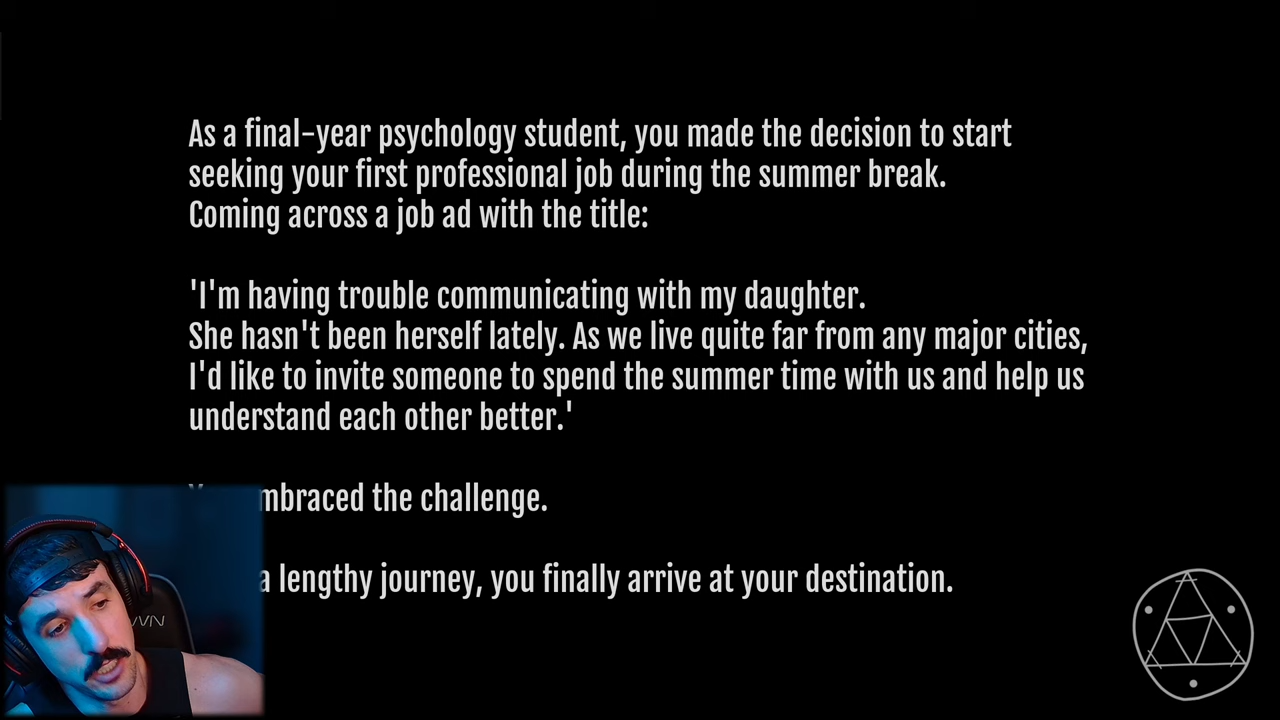 As a final-year psychology student, you made the decision to start
seeking your first professional job during the summer break.
Coming across a job ad with the title:
'I'm having trouble communicating with my daughter.
She hasn't been herself lately. As we live quite far from any major cities,
I'd like to invite someone to spend the summer time with us and help us
understand each other better.'
mbraced the challenge.
a lengthy journey, you finally arrive at your destination.